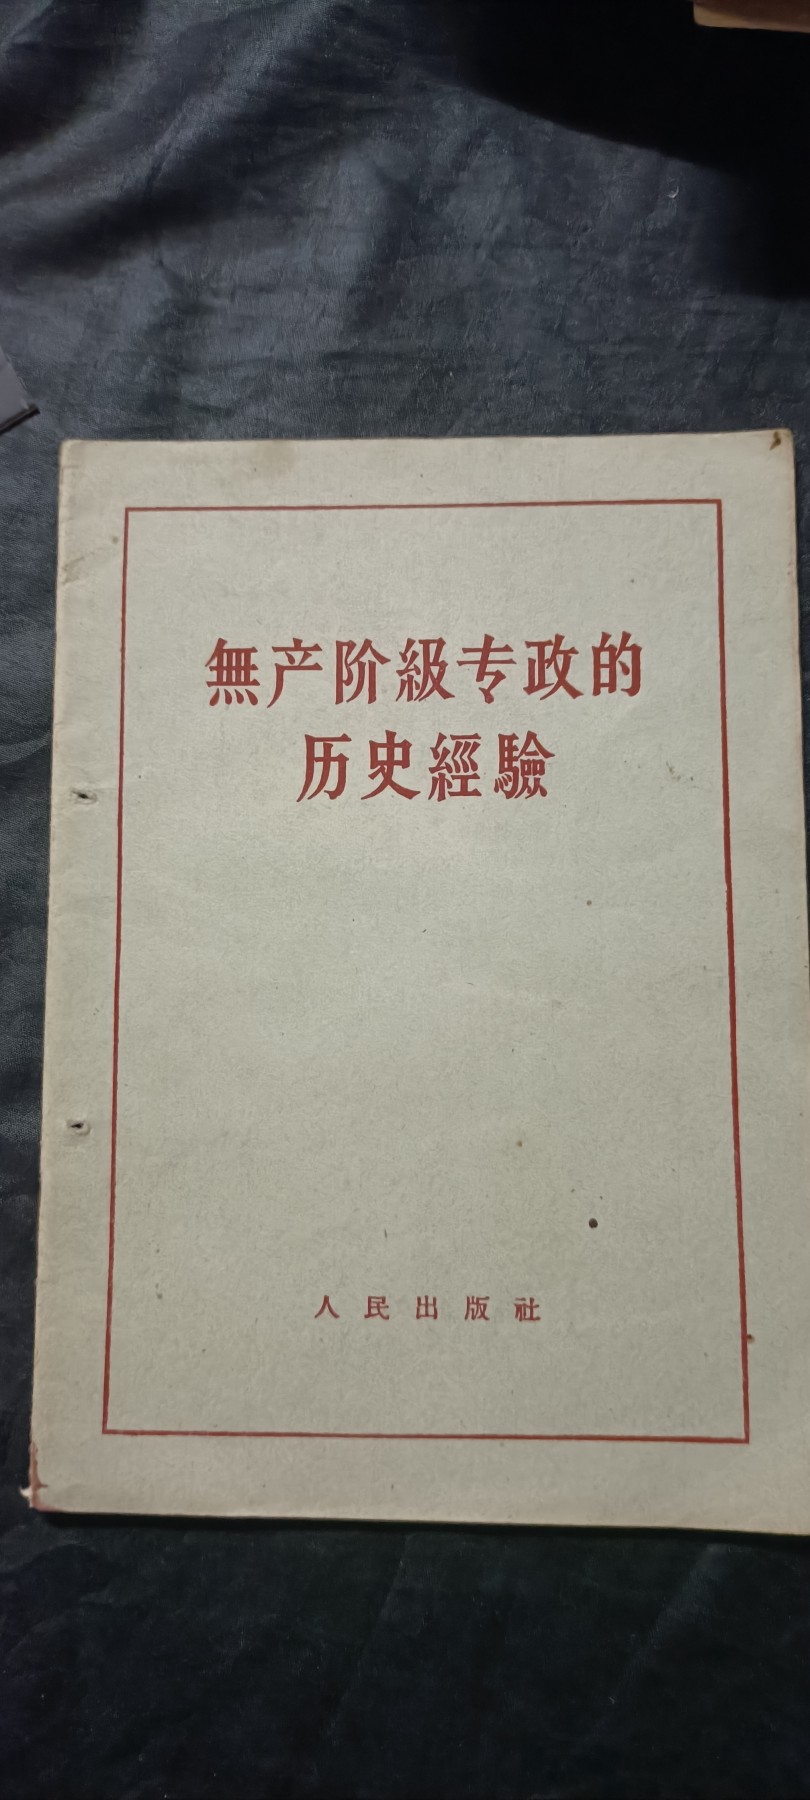 無产阶級专政的
历史經驗
人民出版社